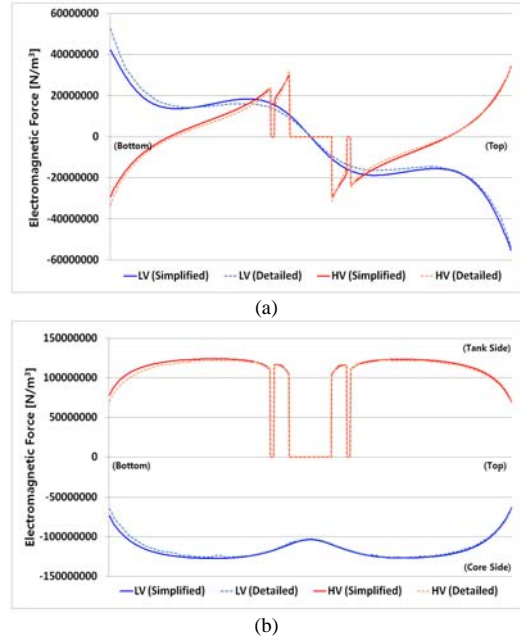 60000000
40000000
20000000
0
-20000000
-40000000
-60000000
Electromagnetic Force [N/m³]
(Bottom)
(Top)
LV (Simplified) LV (Detailed) HV (Simplified) HV (Detailed)
(a)
150000000
100000000
50000000
0
-50000000
-100000000
-150000000
Electromagnetic Force [N/m³]
(Tank Side)
(Bottom)
(Top)
(Core Side)
LV (Simplified) LV (Detailed) HV (Simplified) HV (Detailed)
(b)